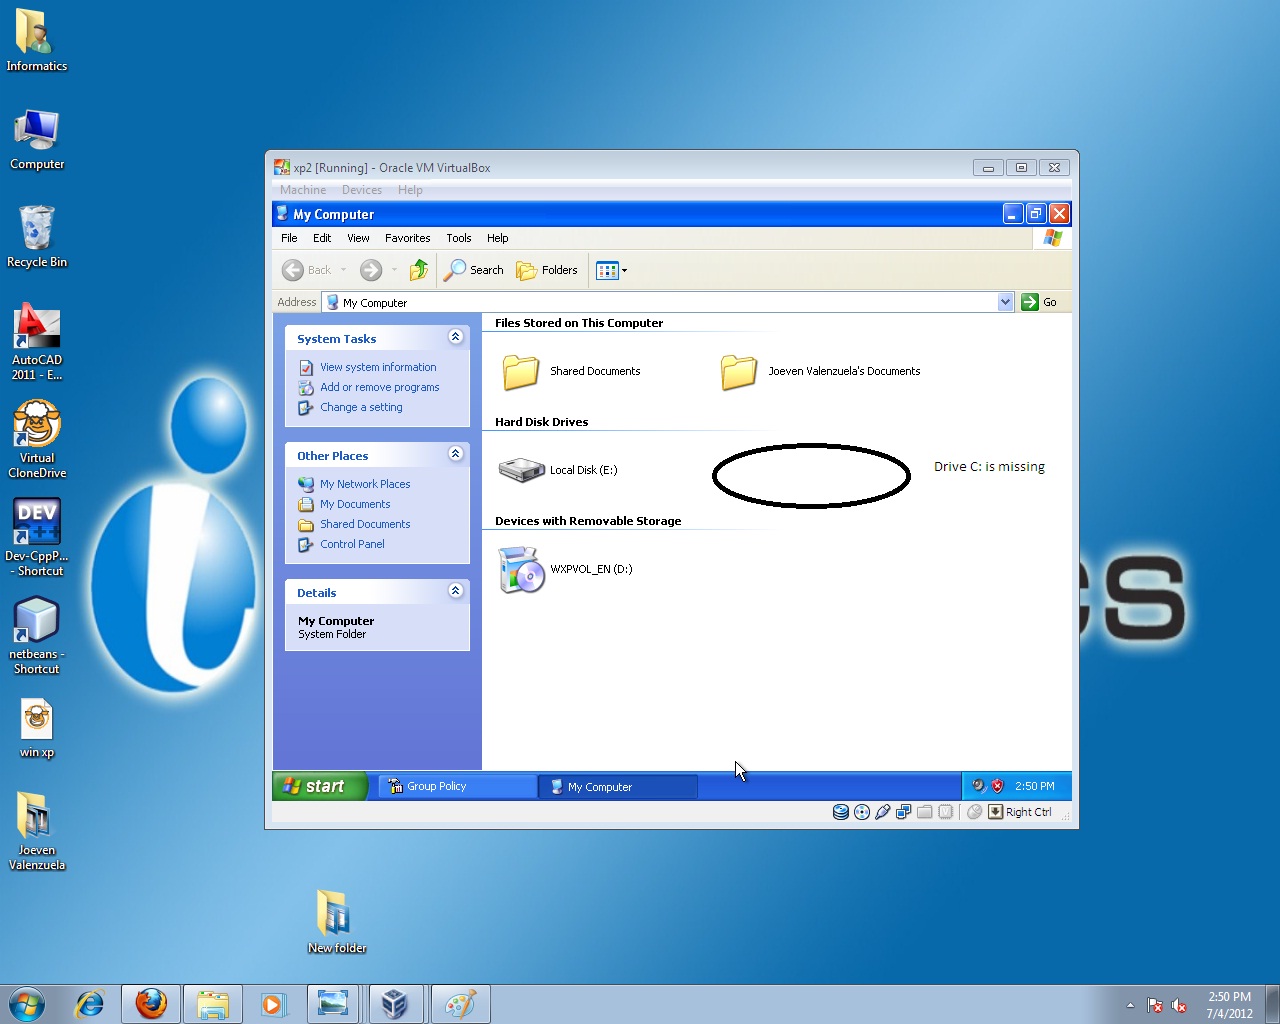 Informatics
Computer
Recycle Bin
AutoCAD
2011 - E...
Virtual
CloneDrive
DEV
C++
Dev-CppP...
- Shortcut
netbeans -
Shortcut
win xp
Joeven
Valenzuela
New folder
cs
xp2 [Running] - Oracle VM VirtualBox
Machine Devices Help
My Computer
File Edit View Favorites Tools Help
Back Search Folders
Address My Computer Go
System Tasks
View system information
Add or remove programs
Change a setting
Other Places
My Network Places
My Documents
Shared Documents
Control Panel
Details
My Computer
System Folder
Files Stored on This Computer
Shared Documents Joeven Valenzuela's Documents
Hard Disk Drives
Local Disk (E:) Drive C: is missing
Devices with Removable Storage
WXPVOL_EN (D:)
start Group Policy My Computer 2:50 PM
Right Ctrl
2:50 PM
7/4/2012